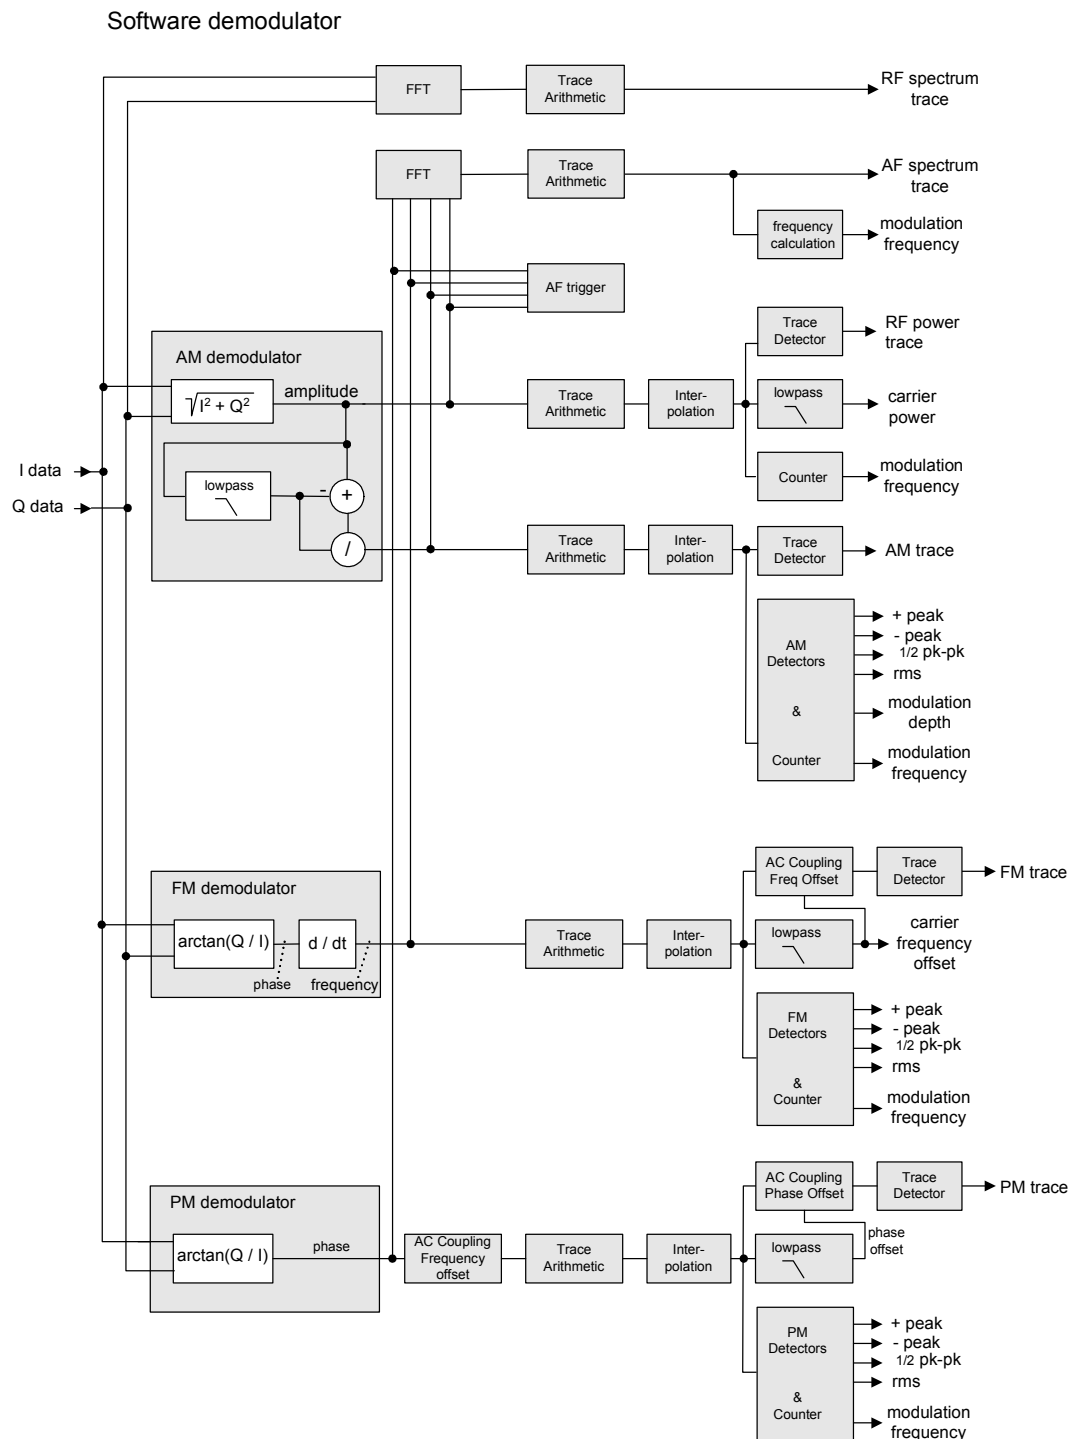 Software demodulator
FFT
Trace
Arithmetic
RF spectrum
trace
FFT
Trace
Arithmetic
AF spectrum
trace
frequency
calculation
modulation
frequency
AF trigger
Trace
Detector
RF power
trace
AM demodulator
√I² + Q²
amplitude
Trace
Arithmetic
Inter-
polation
lowpass
carrier
power
I data
Q data
lowpass
-
+
/
Counter
modulation
frequency
Trace
Arithmetic
Inter-
polation
Trace
Detector
AM trace
AM
Detectors
&
Counter
+ peak
- peak
1/2 pk-pk
rms
modulation
depth
modulation
frequency
FM demodulator
arctan(Q / I)
d / dt
phase
frequency
Trace
Arithmetic
Inter-
polation
AC Coupling
Freq Offset
Trace
Detector
FM trace
lowpass
carrier
frequency
offset
FM
Detectors
&
Counter
+ peak
- peak
1/2 pk-pk
rms
modulation
frequency
PM demodulator
arctan(Q / I)
phase
AC Coupling
Frequency
offset
Trace
Arithmetic
Inter-
polation
AC Coupling
Phase Offset
Trace
Detector
PM trace
lowpass
phase
offset
PM
Detectors
&
Counter
+ peak
- peak
1/2 pk-pk
rms
modulation
frequency